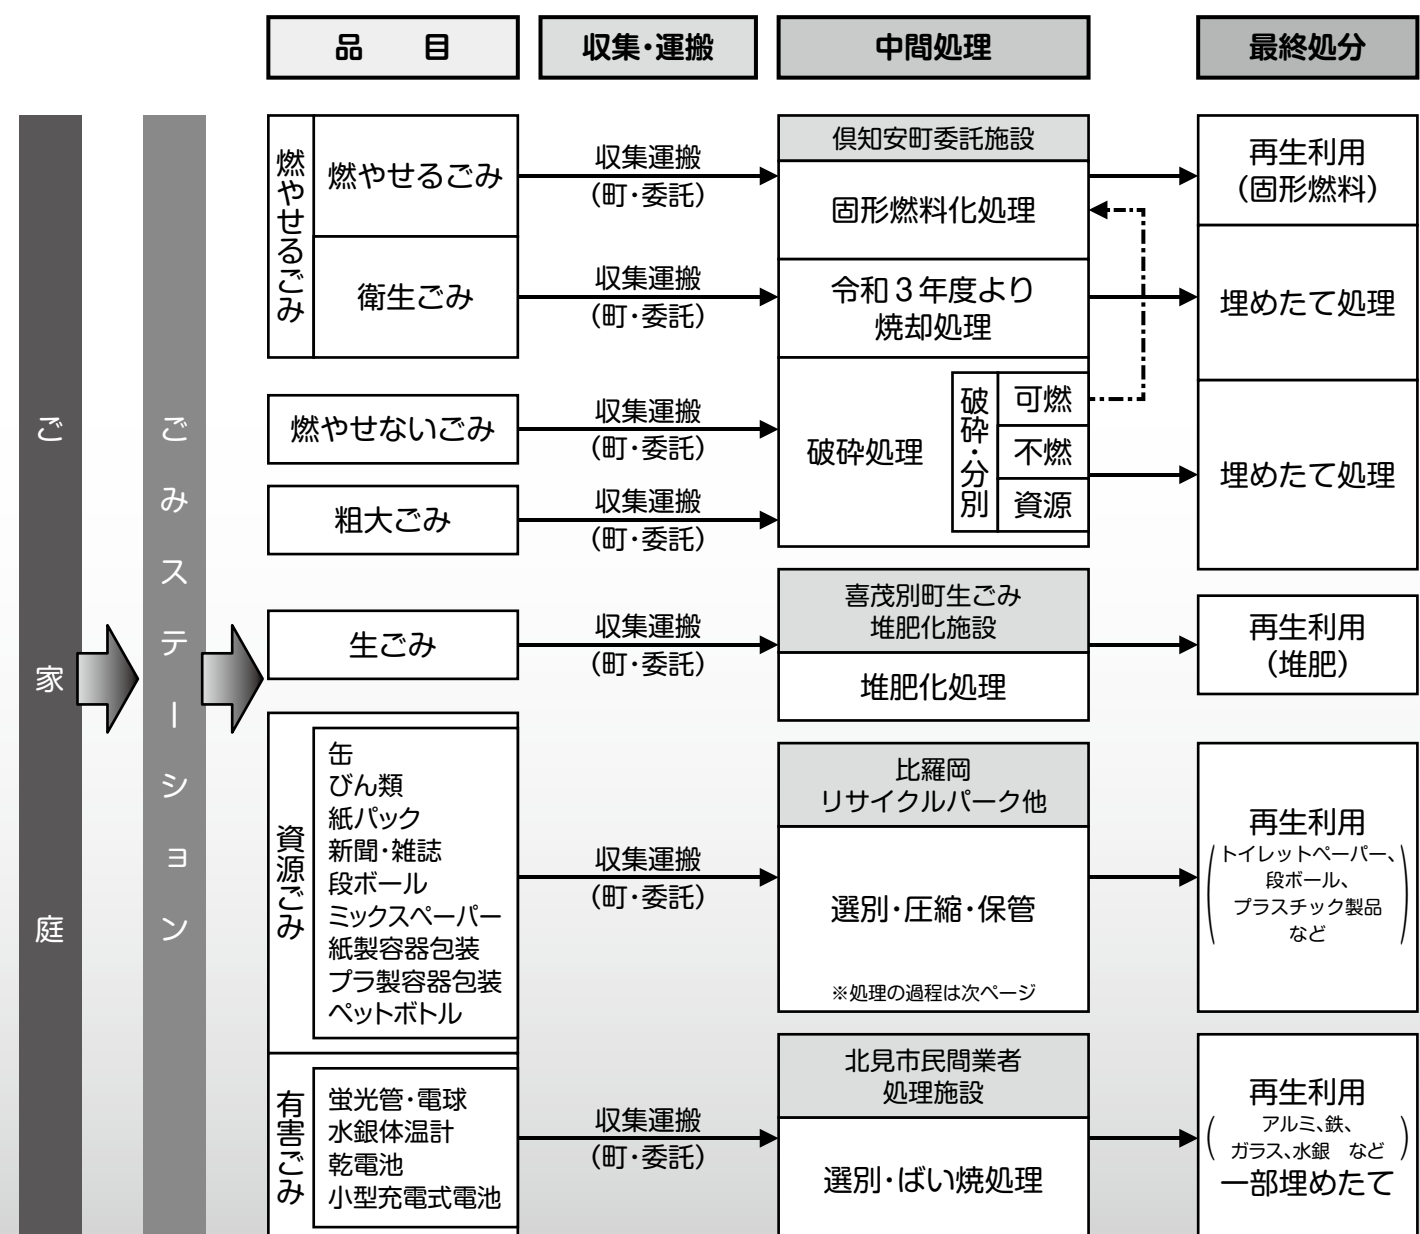 品　目
収集・運搬
中間処理
最終処分
ご家庭
ごみステーション
燃やせるごみ
燃やせるごみ
収集運搬
(町・委託)
倶知安町委託施設
固形燃料化処理
再生利用
(固形燃料)
衛生ごみ
収集運搬
(町・委託)
令和3年度より
焼却処理
埋めたて処理
燃やせないごみ
収集運搬
(町・委託)
粗大ごみ
収集運搬
(町・委託)
破砕処理
破砕・分別
可燃
不燃
資源
埋めたて処理
生ごみ
収集運搬
(町・委託)
喜茂別町生ごみ
堆肥化施設
堆肥化処理
再生利用
(堆肥)
資源ごみ
缶
びん類
紙パック
新聞・雑誌
段ボール
ミックスペーパー
紙製容器包装
プラ製容器包装
ペットボトル
収集運搬
(町・委託)
比羅岡
リサイクルパーク他
選別・圧縮・保管
※処理の過程は次ページ
再生利用
(トイレットペーパー、
段ボール、
プラスチック製品
など)
有害ごみ
蛍光管・電球
水銀体温計
乾電池
小型充電式電池
収集運搬
(町・委託)
北見市民間業者
処理施設
選別・ばい焼処理
再生利用
(アルミ、鉄、
ガラス、水銀　など)
一部埋めたて